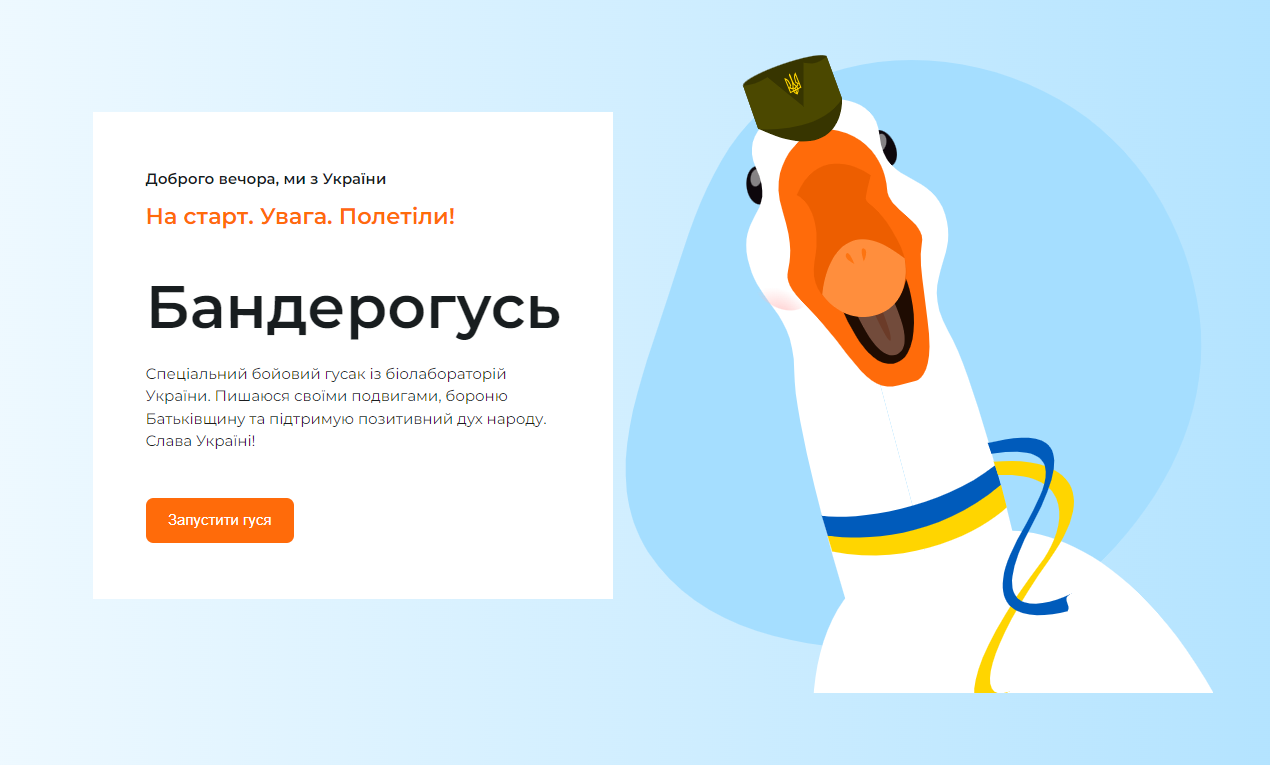 Доброго вечора, ми з України
На старт. Увага. Полетіли!
Бандерогусь
Спеціальний бойовий гусак із біолабораторій
України. Пишаюся своїми подвигами, бороню
Батьківщину та підтримую позитивний дух народу.
Слава Україні!
Запустити гуся